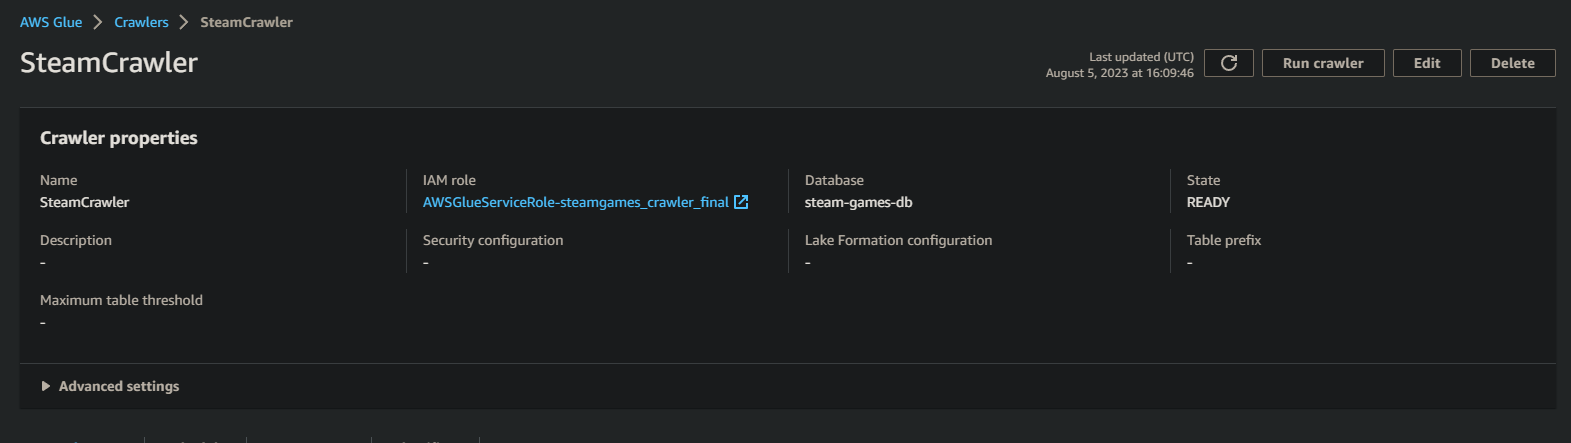 AWS Glue > Crawlers > SteamCrawler
SteamCrawler
Last updated (UTC)
August 5, 2023 at 16:09:46
Run crawler
Edit
Delete
Crawler properties
Name
SteamCrawler
IAM role
AWSGlueServiceRole-steamgames_crawler_final
Database
steam-games-db
State
READY
Description
-
Security configuration
-
Lake Formation configuration
-
Table prefix
-
Maximum table threshold
-
Advanced settings